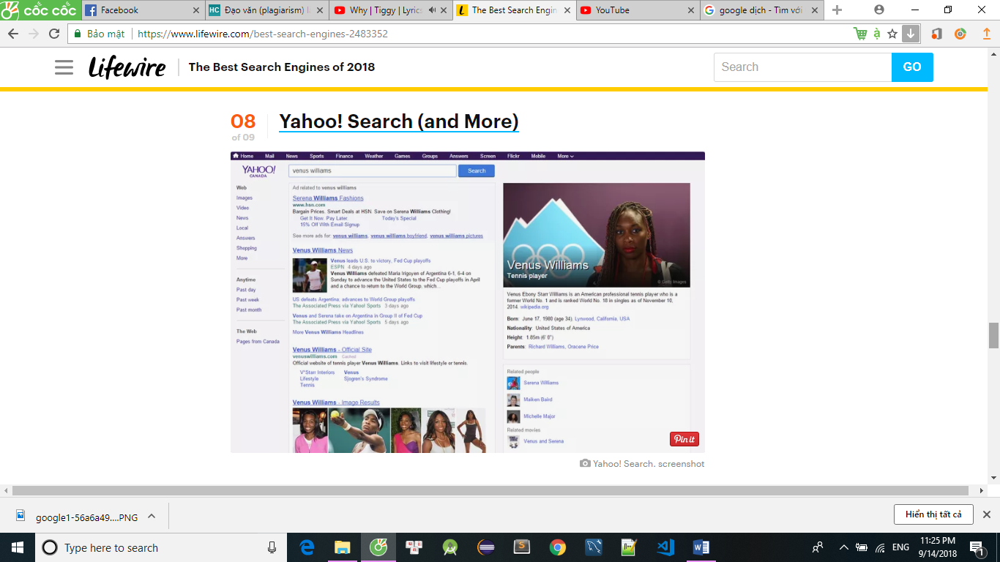 cốc cốc
Facebook
HC Đạo văn (plagiarism) l
Why | Tiggy | Lyrics
The Best Search Engin
YouTube
google dịch - Tìm với
Bảo mật
https://www.lifewire.com/best-search-engines-2483352
Lifewire
The Best Search Engines of 2018
Search
GO
08
of 09
Yahoo! Search (and More)
Home Mail News Sports Finance Weather Games Groups Answers Screen Flickr Mobile More
YAHOO!
CANADA
venus williams
Search
Web
Images
Video
News
Local
Answers
Shopping
More
Anytime
Past day
Past week
Past month
The Web
Pages from Canada
Ad related to venus williams
Serena Williams Fashions
www.hsn.com
Bargain Prices. Smart Deals at HSN. Save on Serena Williams Clothing!
Get It Now. Pay Later. Today's Special
15% Off With Email Signup
See more ads for: venus williams, venus williams boyfriend, venus williams pictures
Venus Williams News
Venus leads U.S. to victory, Fed Cup playoffs
ESPN 4 days ago
Venus Williams defeated Maria Irigoyen of Argentina 6-1, 6-4 on
Sunday to advance the United States to the Fed Cup playoffs in April
and a chance to return to the World Group, which...
US defeats Argentina, advances to World Group playoffs
The Associated Press via Yahoo! Sports 3 days ago
Venus and Serena take on Argentina in Group II of Fed Cup
The Associated Press via Yahoo! Sports 5 days ago
More Venus Williams Headlines
Venus Williams - Official Site
venuswilliams.com Cached
Official website of tennis player Venus Williams. Links to visit lifestyle or tennis.
V*Starr Interiors Venus
Lifestyle Sjogren's Syndrome
Tennis
Venus Williams - Image Results
Venus Williams
Tennis player
© Getty Images
Venus Ebony Starr Williams is an American professional tennis player who is a
former World No. 1 and is ranked World No. 18 in singles as of November 10,
2014. wikipedia.org
Born: June 17, 1980 (age 34), Lynwood, California, USA
Nationality: United States of America
Height: 1.85m (6' 0")
Parents: Richard Williams, Oracene Price
Related people
Serena Williams
Maiken Baird
Michelle Major
Related movies
Venus and Serena
Pin it
Yahoo! Search. screenshot
google1-56a6a49....PNG
Hiển thị tất cả
Type here to search
ENG
11:25 PM
9/14/2018
1